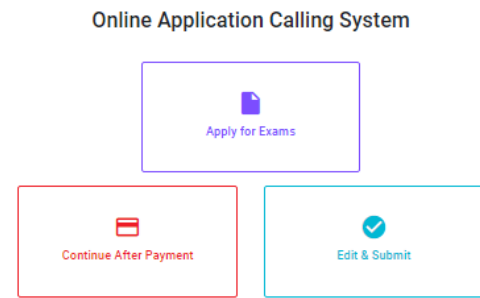 Online Application Calling System
Apply for Exams
Continue After Payment
Edit & Submit